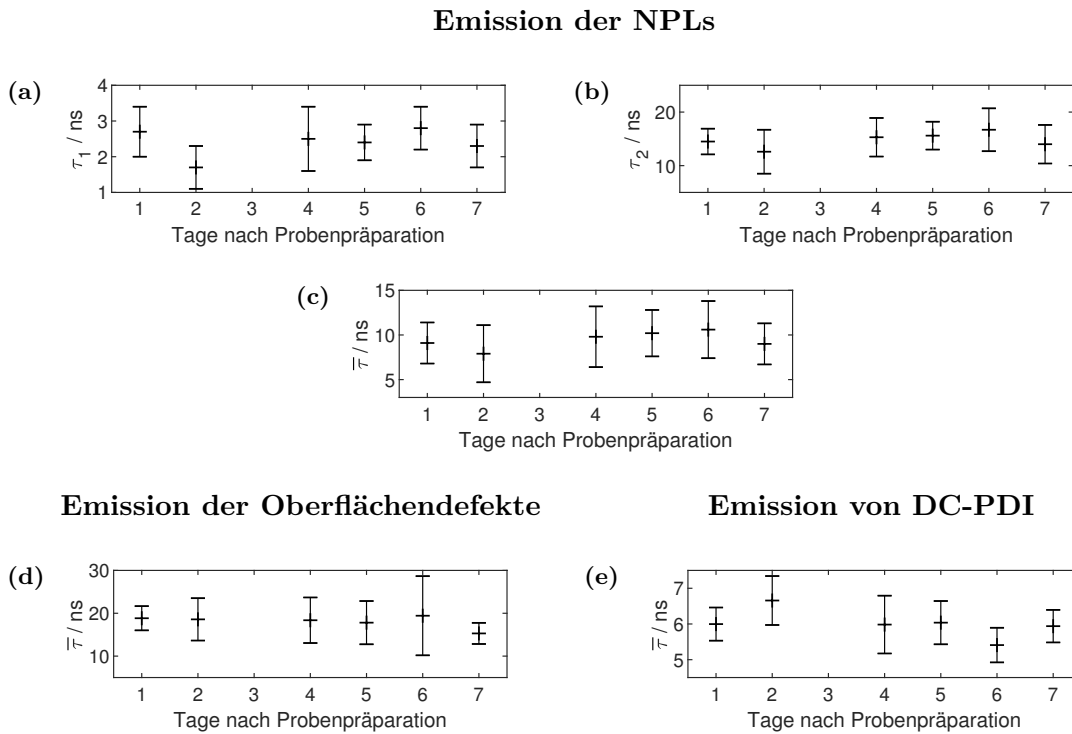 Emission der NPLs
(a)
τ1 / ns
4
3
2
1
1 2 3 4 5 6 7
Tage nach Probenpräparation
(b)
τ2 / ns
20
10
1 2 3 4 5 6 7
Tage nach Probenpräparation
(c)
τ̅ / ns
15
10
5
1 2 3 4 5 6 7
Tage nach Probenpräparation
Emission der Oberflächendefekte
(d)
τ̅ / ns
30
20
10
1 2 3 4 5 6 7
Tage nach Probenpräparation
Emission von DC-PDI
(e)
τ̅ / ns
7
6
5
1 2 3 4 5 6 7
Tage nach Probenpräparation